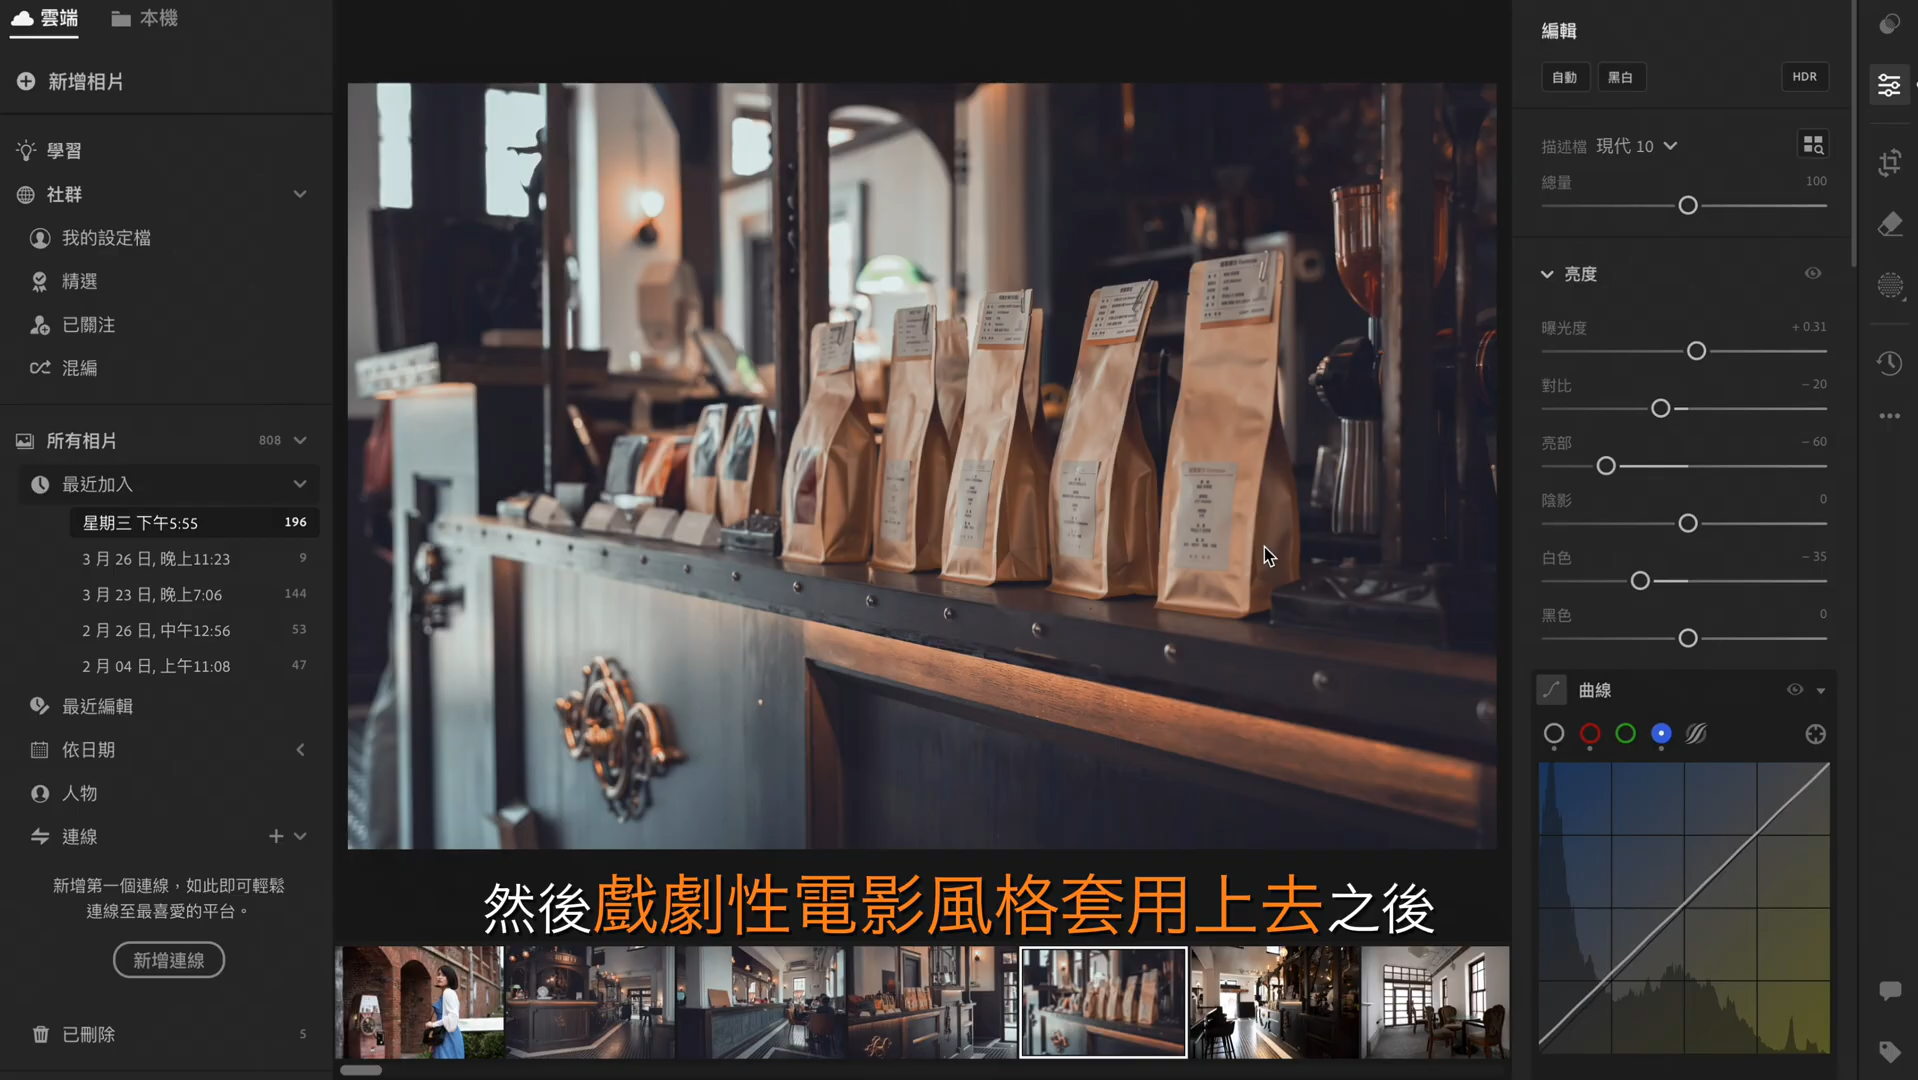 雲端
本機
新增相片
學習
社群
我的設定檔
精選
已關注
混編
所有相片 808
最近加入
星期三 下午5:55 196
3 月 26 日, 晚上11:23 9
3 月 23 日, 晚上7:06 144
2 月 26 日, 中午12:56 53
2 月 04 日, 上午11:08 47
最近編輯
依日期
人物
連線
新增第一個連線，如此即可輕鬆
連線至最喜愛的平台。
新增連線
已刪除 5
然後戲劇性電影風格套用上去之後
編輯
自動 黑白 HDR
描述檔 現代 10
總量 100
亮度
曝光度 + 0.31
對比 – 20
亮部 – 60
陰影 0
白色 – 35
黑色 0
曲線